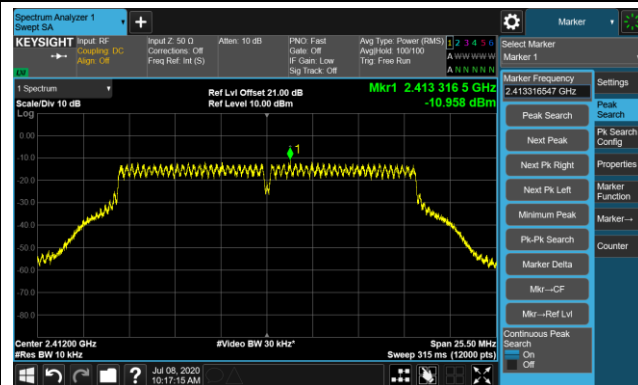 Spectrum Analyzer 1
Swept SA
Marker
KEYSIGHT
Input: RF
Coupling: DC
Align: Off
Input Z: 50 Ω
Corrections: Off
Freq Ref: Int (S)
Atten: 10 dB
PNO: Fast
Gate: Off
IF Gain: Low
Sig Track: Off
Avg Type: Power (RMS)
Avg|Hold: 100/100
Trig: Free Run
1 2 3 4 5 6
A W W W W W
A N N N N N
Select Marker
Marker 1
1 Spectrum
Scale/Div 10 dB
Log
Ref Lvl Offset 21.00 dB
Ref Level 10.00 dBm
Mkr1 2.413 316 5 GHz
-10.958 dBm
0.00
-10.0
-20.0
-30.0
-40.0
-50.0
-60.0
-70.0
-80.0
1
Center 2.41200 GHz
#Res BW 10 kHz
#Video BW 30 kHz*
Span 25.50 MHz
Sweep 315 ms (12000 pts)
Marker Frequency
2.413316547 GHz
Peak Search
Next Peak
Next Pk Right
Next Pk Left
Minimum Peak
Pk-Pk Search
Marker Delta
Mkr→CF
Mkr→Ref Lvl
Continuous Peak
Search
On
Off
Settings
Peak
Search
Pk Search
Config
Properties
Marker
Function
Marker→
Counter
?
Jul 08, 2020
10:17:15 AM